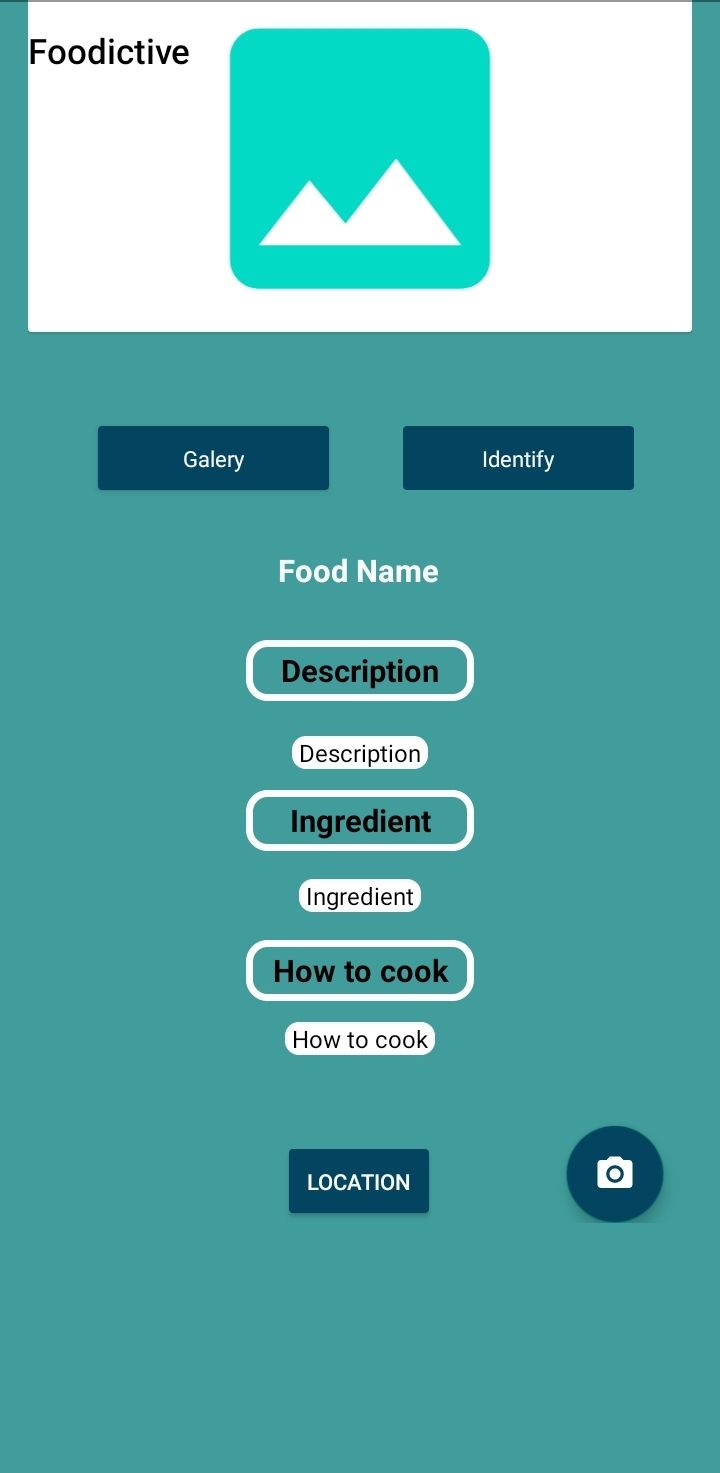 Foodictive
Galery
Identify
Food Name
Description
Description
Ingredient
Ingredient
How to cook
How to cook
LOCATION